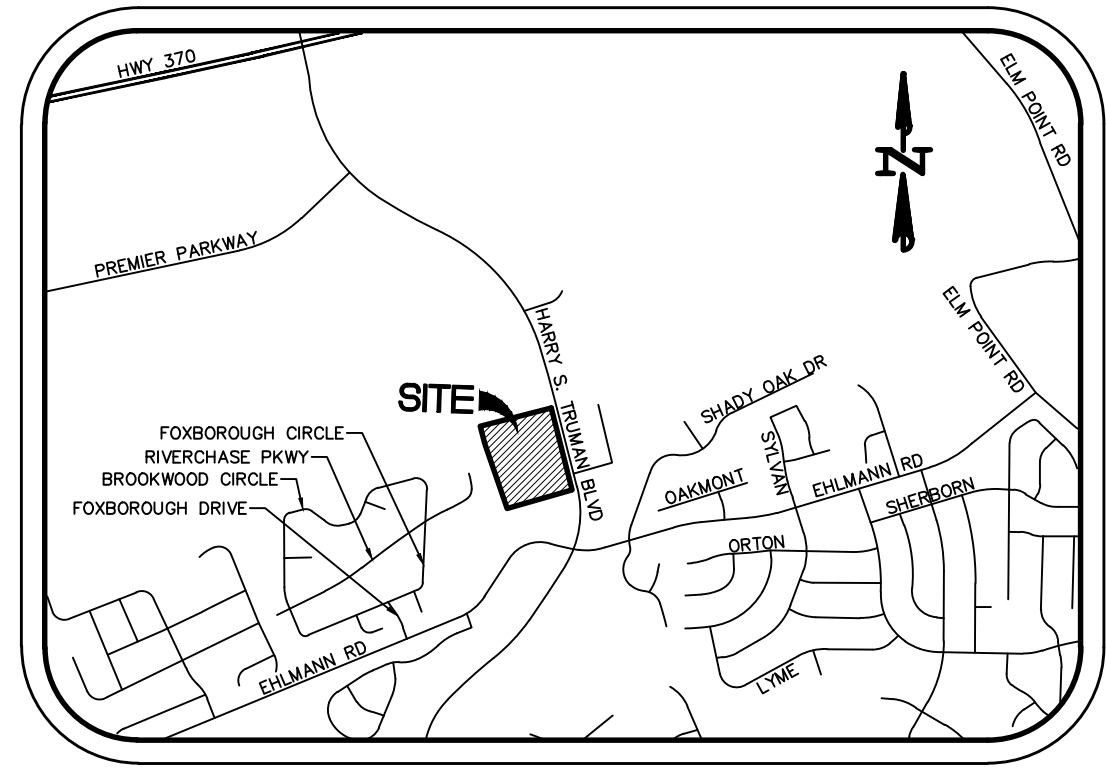 HWY 370
ELM POINT RD
N
PREMIER PARKWAY
ELM POINT RD
HARRY S. TRUMAN BLVD
SHADY OAK DR
SITE
FOXBOROUGH CIRCLE
RIVERCHASE PKWY
BROOKWOOD CIRCLE
FOXBOROUGH DRIVE
SYLVAN
OAKMONT
EHLMANN RD
SHERBORN
ORTON
EHLMANN RD
LYME